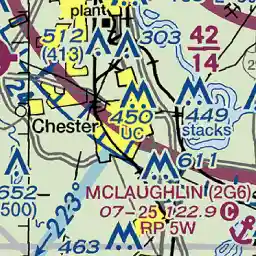 plant
512
(413)
303
42
14
450
UC
449
stacks
Chester
611
652
500)
MCLAUGHLIN (2G6)
07-25 122.9 C
RP 5W
223°
463